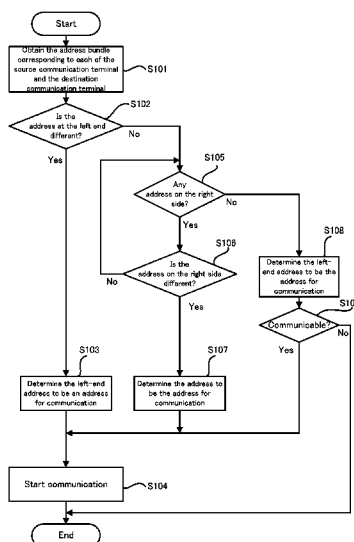 Start
Obtain the address bundle
corresponding to each of the
source communication terminal
and the destination
communication terminal
S101
S102
Is the
address at the left end
different?
No
Yes
S105
Any
address on the right
side?
No
Yes
S106
Is the
address on the right side
different?
No
Yes
S108
Determine the left-
end address to be the
address for
communication
S10
Communicable?
No
Yes
S103
Determine the left-end
address to be an address
for communication
S107
Determine the address to
be the address for
communication
Start communication
S104
End